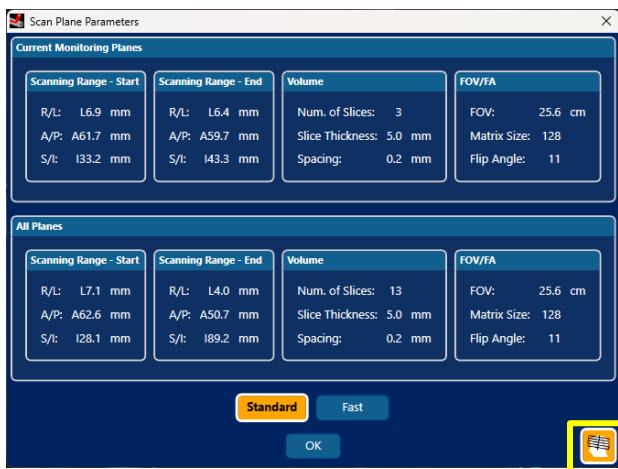 Scan Plane Parameters
Current Monitoring Planes
Scanning Range - Start
R/L: L6.9 mm
A/P: A61.7 mm
S/I: I33.2 mm
Scanning Range - End
R/L: L6.4 mm
A/P: A59.7 mm
S/I: I43.3 mm
Volume
Num. of Slices: 3
Slice Thickness: 5.0 mm
Spacing: 0.2 mm
FOV/FA
FOV: 25.6 cm
Matrix Size: 128
Flip Angle: 11
All Planes
Scanning Range - Start
R/L: L7.1 mm
A/P: A62.6 mm
S/I: I28.1 mm
Scanning Range - End
R/L: L4.0 mm
A/P: A50.7 mm
S/I: I89.2 mm
Volume
Num. of Slices: 13
Slice Thickness: 5.0 mm
Spacing: 0.2 mm
FOV/FA
FOV: 25.6 cm
Matrix Size: 128
Flip Angle: 11
Standard
Fast
OK